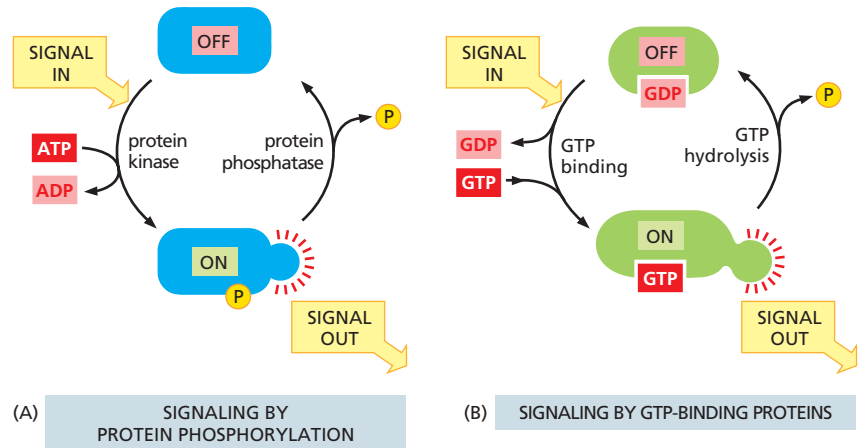 OFF
SIGNAL
IN
ATP
ADP
protein
kinase
protein
phosphatase
P
ON
P
SIGNAL
OUT
(A)
SIGNALING BY
PROTEIN PHOSPHORYLATION
OFF
GDP
SIGNAL
IN
GDP
GTP
GTP
binding
GTP
hydrolysis
P
ON
GTP
SIGNAL
OUT
(B)
SIGNALING BY GTP-BINDING PROTEINS